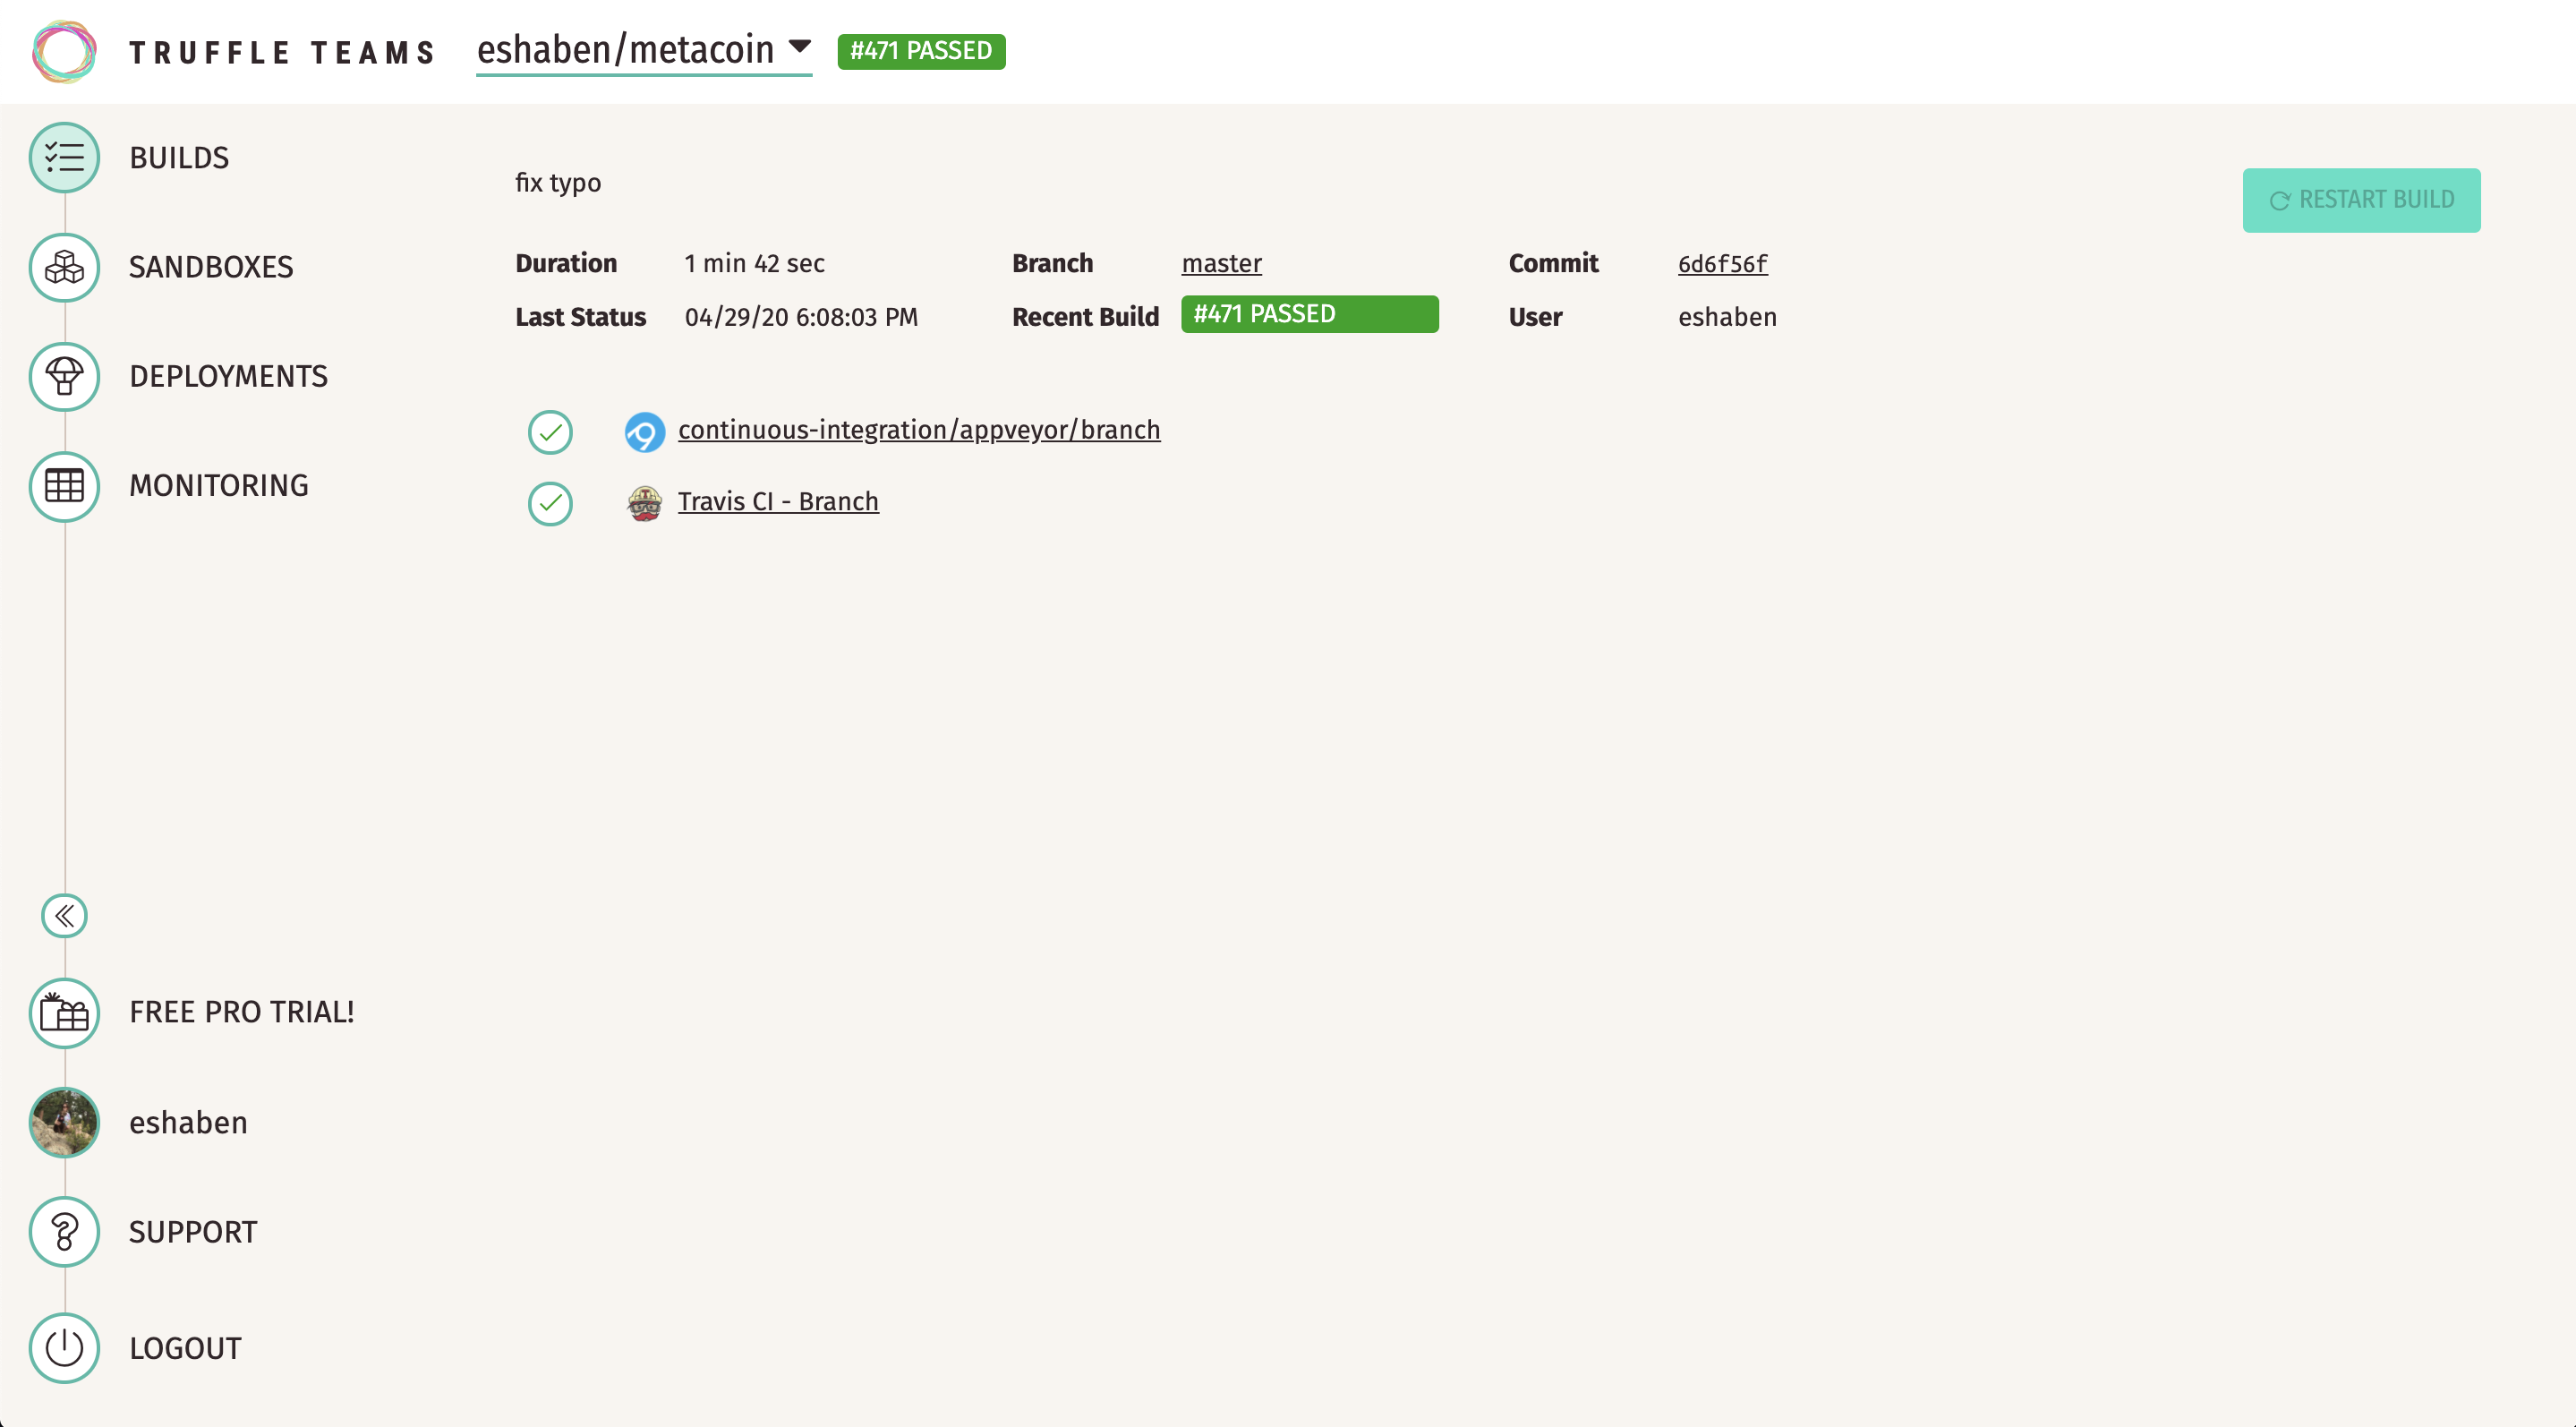 TRUFFLE TEAMS eshaben/metacoin #471 PASSED
BUILDS
SANDBOXES
DEPLOYMENTS
MONITORING
FREE PRO TRIAL!
eshaben
SUPPORT
LOGOUT
fix typo
RESTART BUILD
Duration 1 min 42 sec Branch master Commit 6d6f56f
Last Status 04/29/20 6:08:03 PM Recent Build #471 PASSED User eshaben
continuous-integration/appveyor/branch
Travis CI - Branch